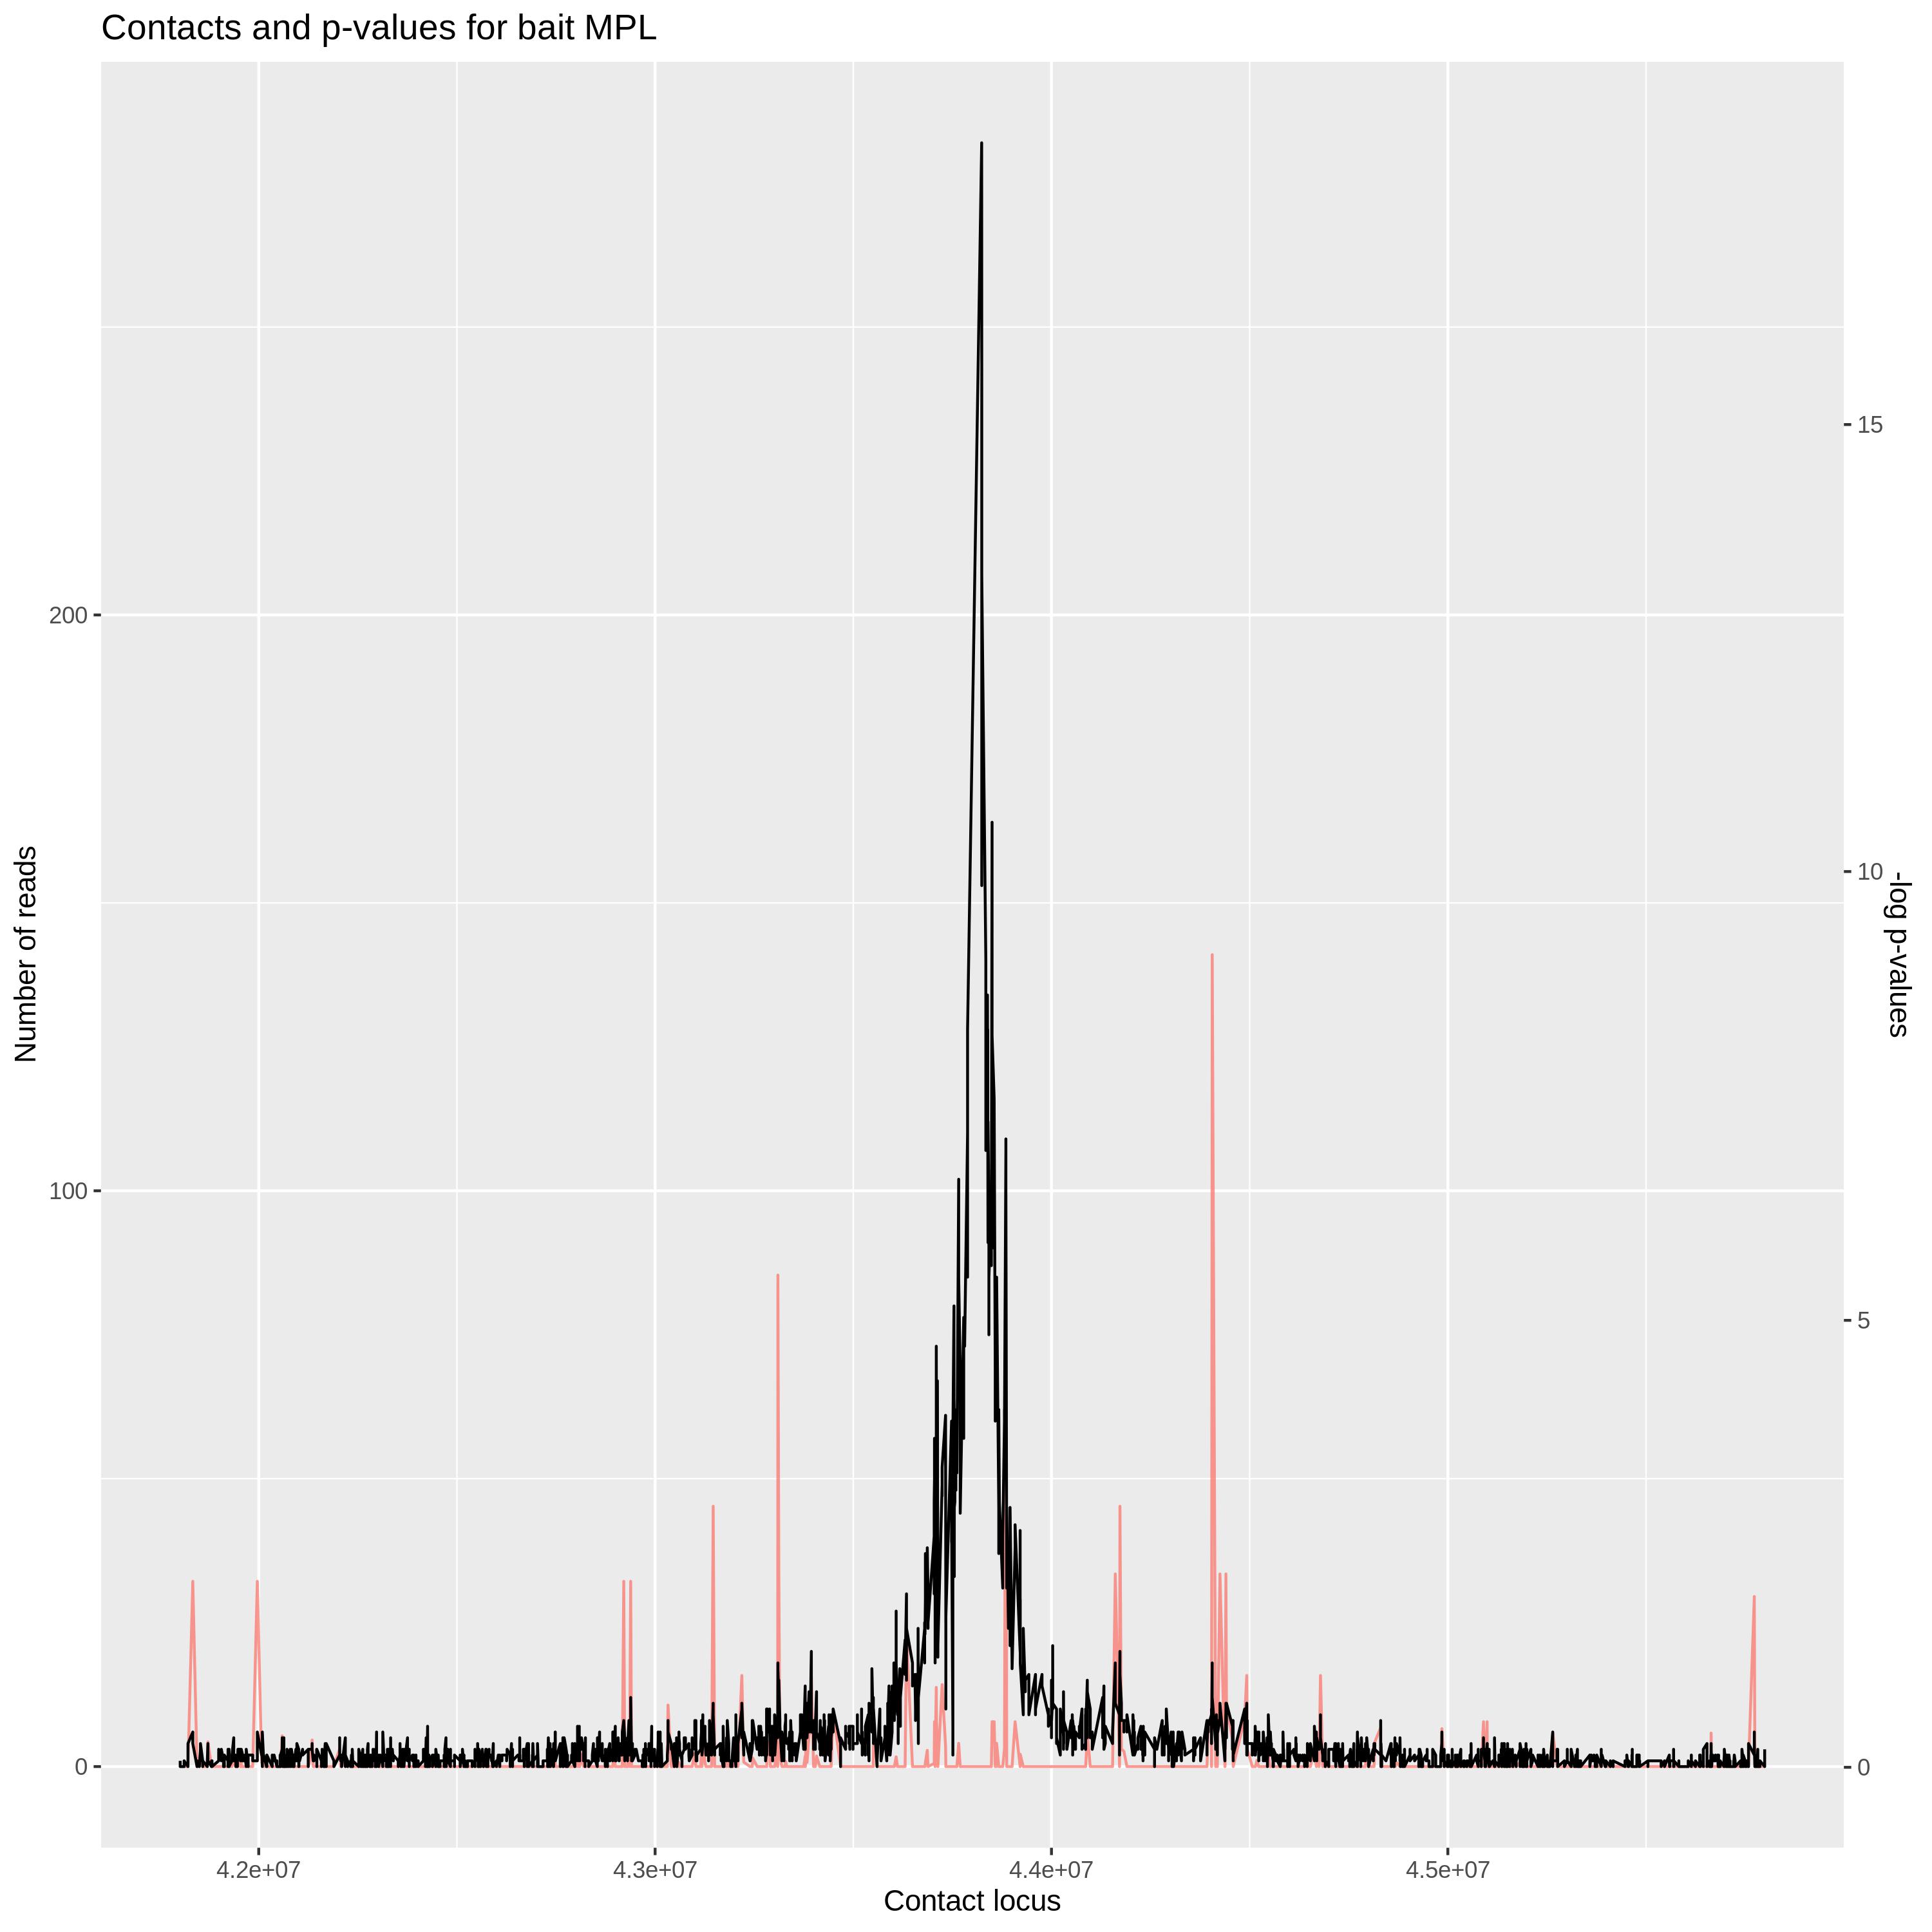 Contacts and p-values for bait MPL
Number of reads
200
100
0
15
10
5
0
-log p-values
4.2e+07
4.3e+07
4.4e+07
4.5e+07
Contact locus